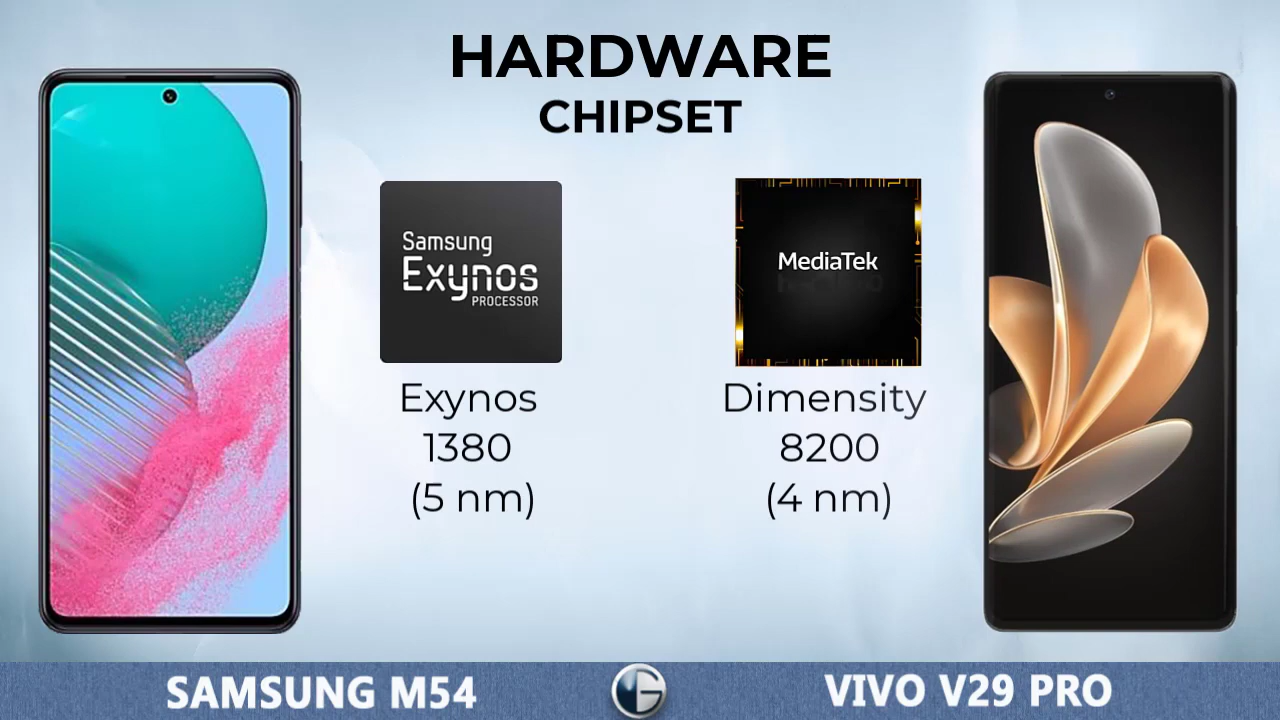 HARDWARE
CHIPSET
Samsung
Exynos
PROCESSOR
Exynos
1380
(5 nm)
MediaTek
Dimensity
8200
(4 nm)
SAMSUNG M54
G
VIVO V29 PRO